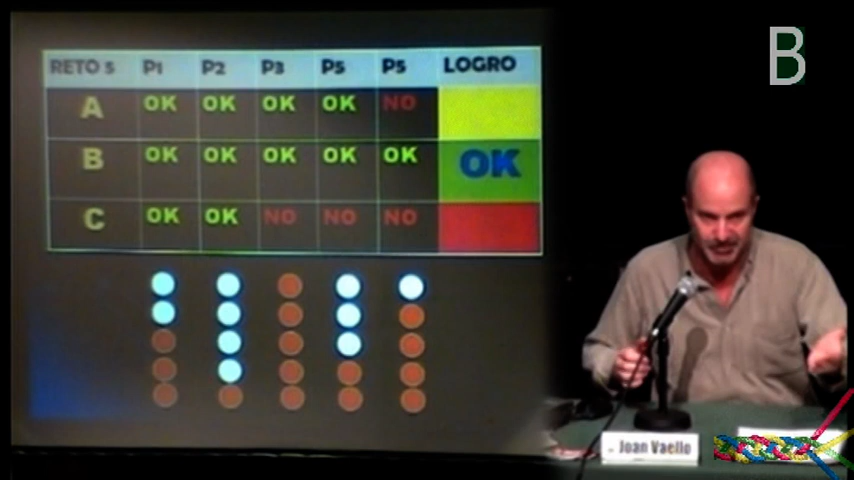 B
RETO 5 P1 P2 P3 P5 P5 LOGRO
A OK OK OK OK NO
B OK OK OK OK OK OK
C OK OK NO NO NO
Joan Vaello